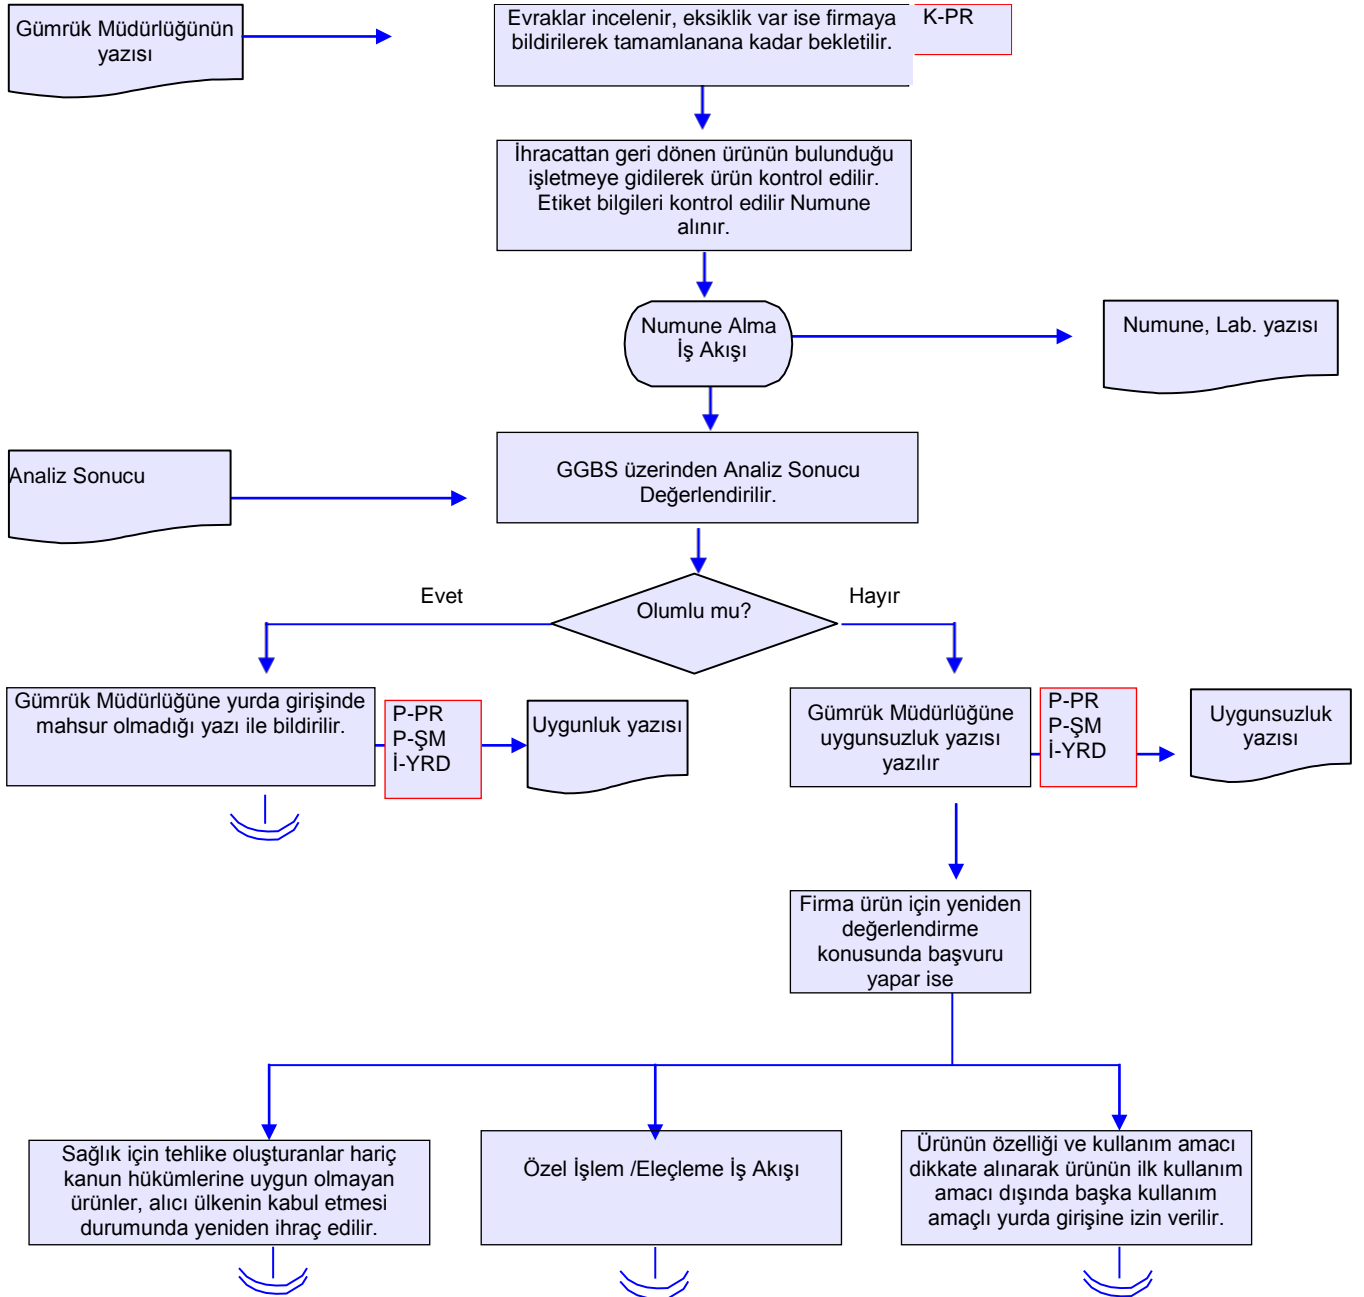 Gümrük Müdürlüğünün
yazısı
Evraklar incelenir, eksiklik var ise firmaya
bildirilerek tamamlanana kadar bekletilir.
K-PR
İhracattan geri dönen ürünün bulunduğu
işletmeye gidilerek ürün kontrol edilir.
Etiket bilgileri kontrol edilir Numune
alınır.
Numune Alma
İş Akışı
Numune, Lab. yazısı
Analiz Sonucu
GGBS üzerinden Analiz Sonucu
Değerlendirilir.
Evet
Olumlu mu?
Hayır
Gümrük Müdürlüğüne yurda girişinde
mahsur olmadığı yazı ile bildirilir.
P-PR
P-ŞM
İ-YRD
Uygunluk yazısı
Gümrük Müdürlüğüne
uygunsuzluk yazısı
yazılır
P-PR
P-ŞM
İ-YRD
Uygunsuzluk
yazısı
Firma ürün için yeniden
değerlendirme
konusunda başvuru
yapar ise
Sağlık için tehlike oluşturanlar hariç
kanun hükümlerine uygun olmayan
ürünler, alıcı ülkenin kabul etmesi
durumunda yeniden ihraç edilir.
Özel İşlem /Eleçleme İş Akışı
Ürünün özelliği ve kullanım amacı
dikkate alınarak ürünün ilk kullanım
amacı dışında başka kullanım
amaçlı yurda girişine izin verilir.